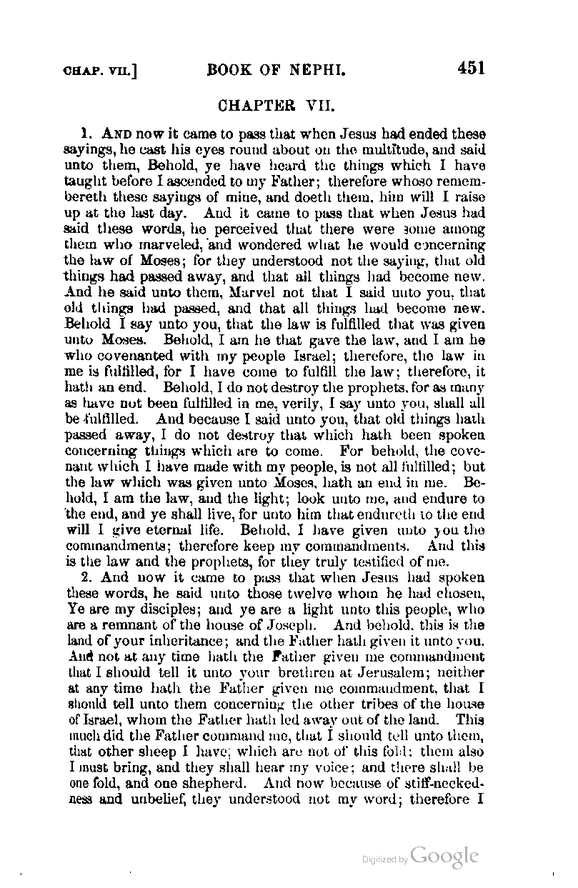 CHAP. VII.] BOOK OF NEPHI. 451
CHAPTER VII.
1. AND now it came to pass that when Jesus had ended these
sayings, he cast his eyes round about on the multitude, and said
unto them, Behold, ye have heard the things which I have
taught before I ascended to my Father; therefore whoso remem-
bereth these sayings of mine, and doeth them, him will I raise
up at the last day. And it came to pass that when Jesus had
said these words, he perceived that there were some among
them who marveled, and wondered what he would concerning
the law of Moses; for they understood not the saying, that old
things had passed away, and that all things had become new.
And he said unto them, Marvel not that I said unto you, that
old things had passed, and that all things had become new.
Behold I say unto you, that the law is fulfilled that was given
unto Moses. Behold, I am he that gave the law, and I am he
who covenanted with my people Israel; therefore, the law in
me is fulfilled, for I have come to fulfill the law; therefore, it
hath an end. Behold, I do not destroy the prophets, for as many
as have not been fulfilled in me, verily, I say unto you, shall all
be fulfilled. And because I said unto you, that old things hath
passed away, I do not destroy that which hath been spoken
concerning things which are to come. For behold, the cove-
nant which I have made with my people, is not all fulfilled; but
the law which was given unto Moses, hath an end in me. Be-
hold, I am the law, and the light; look unto me, and endure to
the end, and ye shall live, for unto him that endureth to the end
will I give eternal life. Behold, I have given unto you the
commandments; therefore keep my commandments. And this
is the law and the prophets, for they truly testified of me.
2. And now it came to pass that when Jesus had spoken
these words, he said unto those twelve whom he had chosen,
Ye are my disciples; and ye are a light unto this people, who
are a remnant of the house of Joseph. And behold, this is the
land of your inheritance; and the Father hath given it unto you.
And not at any time hath the Father given me commandment
that I should tell it unto your brethren at Jerusalem; neither
at any time hath the Father given me commandment, that I
should tell unto them concerning the other tribes of the house
of Israel, whom the Father hath led away out of the land. This
much did the Father command me, that I should tell unto them,
that other sheep I have, which are not of this fold; them also
I must bring, and they shall hear my voice; and there shall be
one fold, and one shepherd. And now because of stiff-necked-
ness and unbelief, they understood not my word; therefore I
Digitized by Google